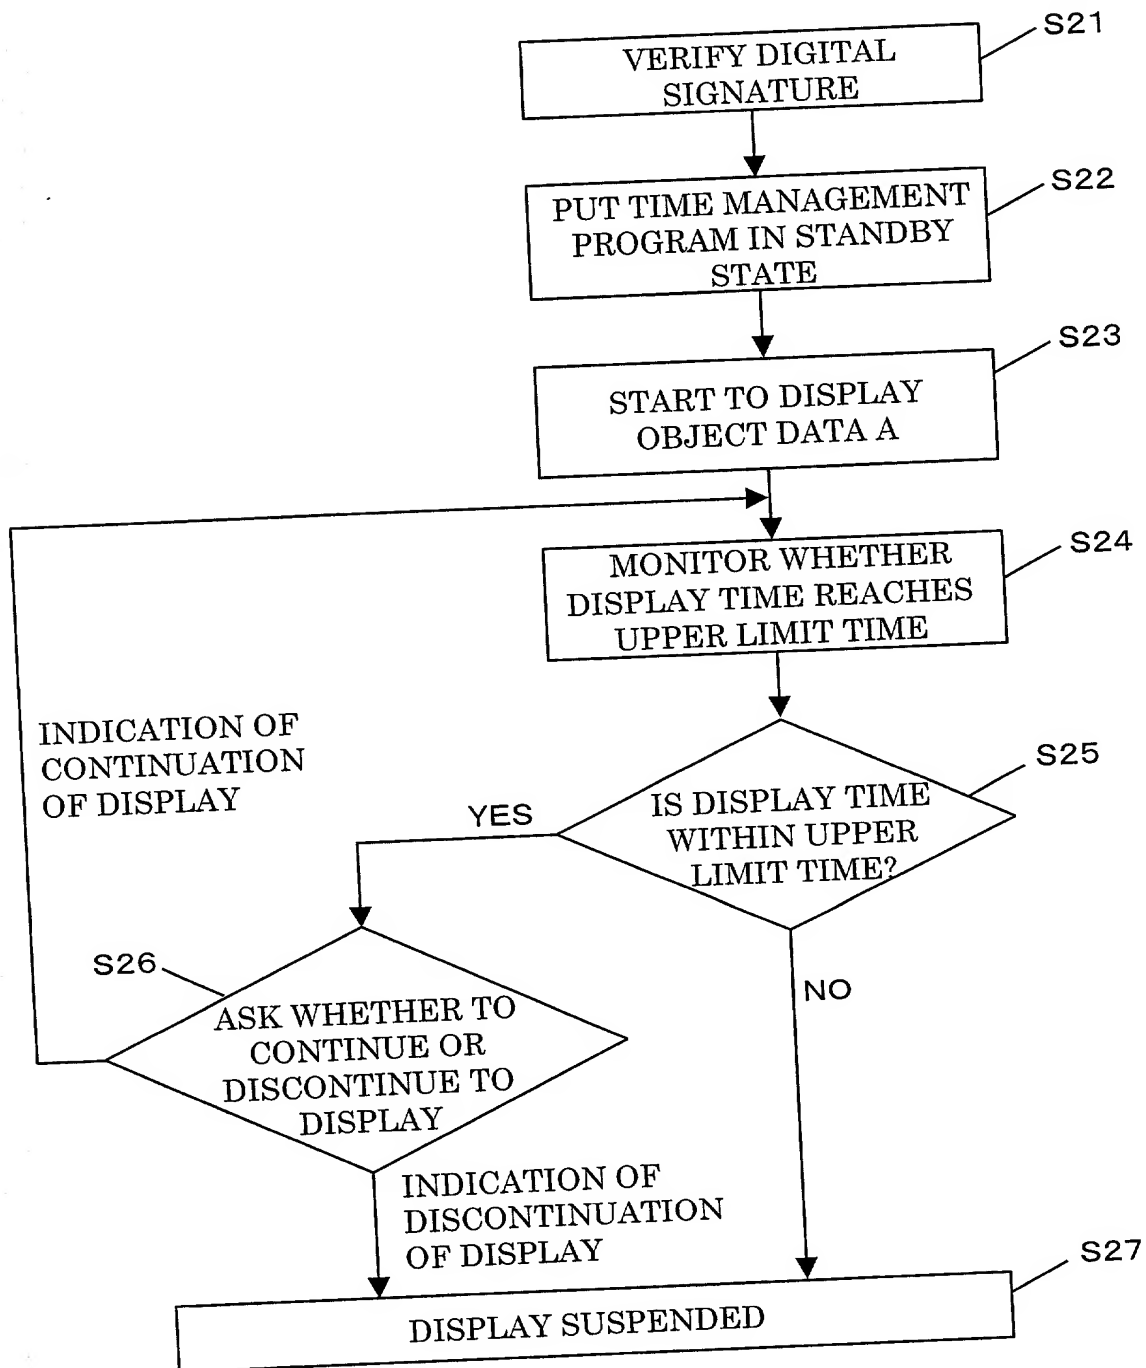 S21
VERIFY DIGITAL
SIGNATURE
S22
PUT TIME MANAGEMENT
PROGRAM IN STANDBY
STATE
S23
START TO DISPLAY
OBJECT DATA A
S24
MONITOR WHETHER
DISPLAY TIME REACHES
UPPER LIMIT TIME
INDICATION OF
CONTINUATION
OF DISPLAY
S25
YES
IS DISPLAY TIME
WITHIN UPPER
LIMIT TIME?
S26
NO
ASK WHETHER TO
CONTINUE OR
DISCONTINUE TO
DISPLAY
INDICATION OF
DISCONTINUATION
OF DISPLAY
S27
DISPLAY SUSPENDED